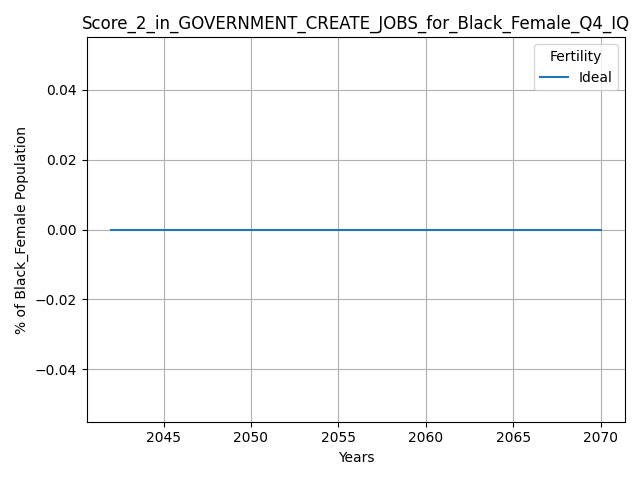 Score_2_in_GOVERNMENT_CREATE_JOBS_for_Black_Female_Q4_IQ
Fertility
Ideal
0.04
0.02
0.00
−0.02
−0.04
% of Black_Female Population
2045 2050 2055 2060 2065 2070
Years